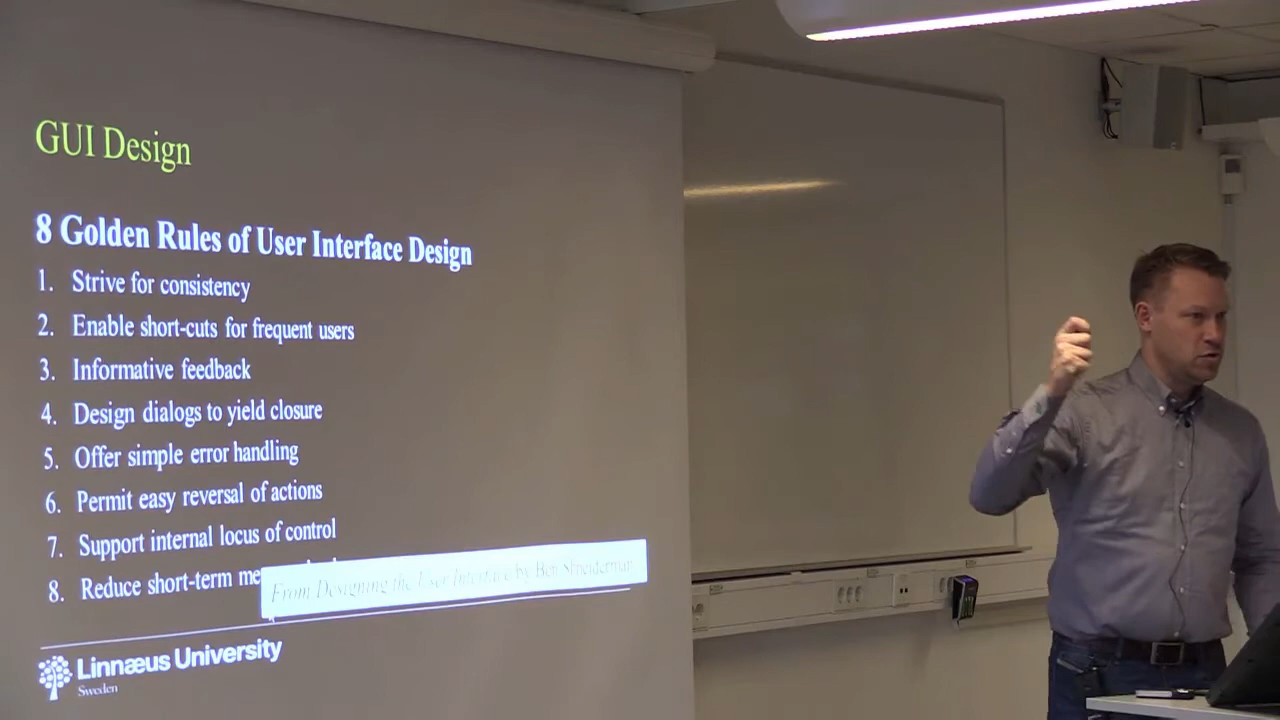 GUI Design
8 Golden Rules of User Interface Design
1. Strive for consistency
2. Enable short-cuts for frequent users
3. Informative feedback
4. Design dialogs to yield closure
5. Offer simple error handling
6. Permit easy reversal of actions
7. Support internal locus of control
8. Reduce short-term
From Designing the User Interface by Ben Shneiderman
Linnæus University
Sweden